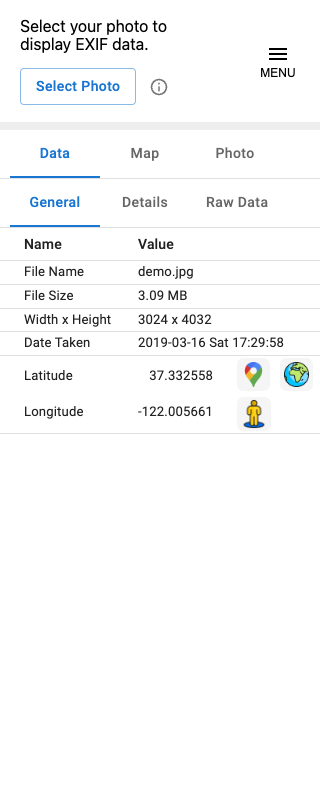 Select your photo to
display EXIF data.
MENU
Select Photo
Data Map Photo
General Details Raw Data
Name Value
File Name demo.jpg
File Size 3.09 MB
Width x Height 3024 x 4032
Date Taken 2019-03-16 Sat 17:29:58
Latitude 37.332558
Longitude -122.005661